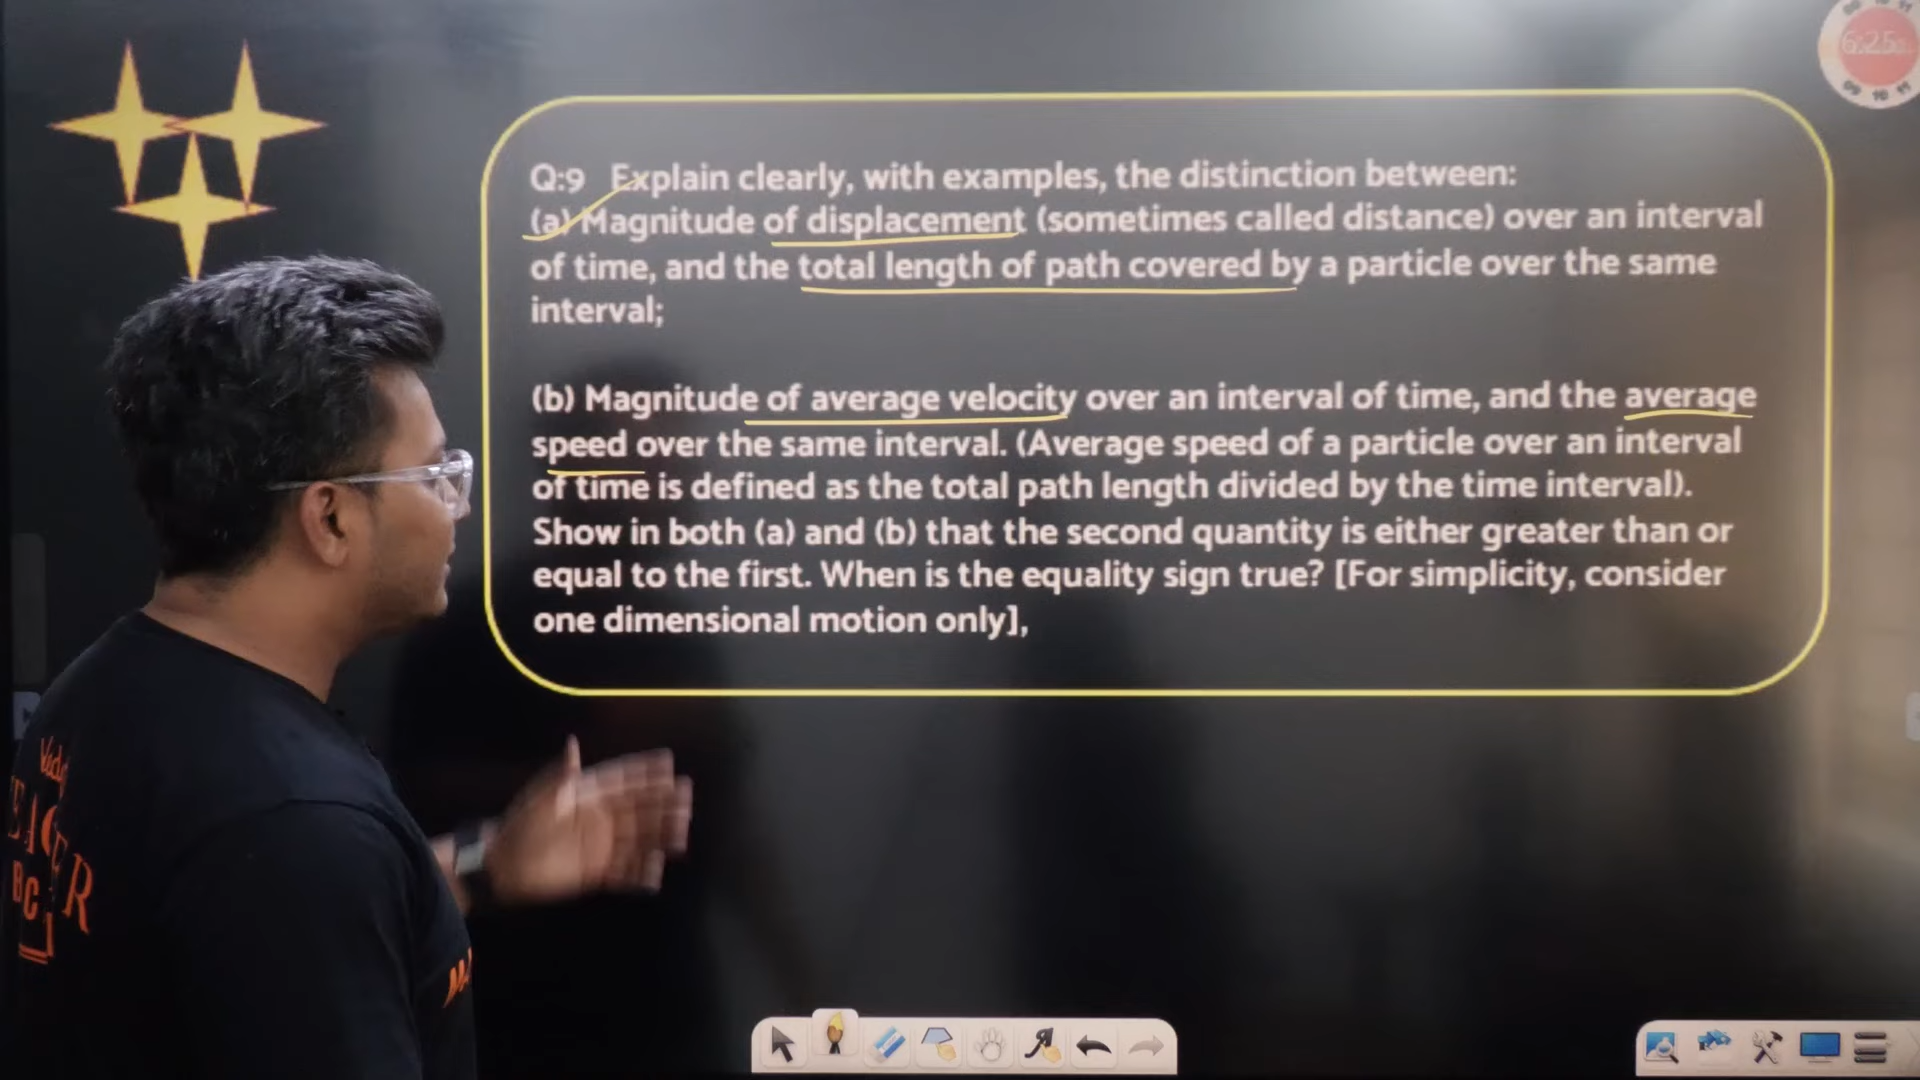 Q:9 Explain clearly, with examples, the distinction between:
(a) Magnitude of displacement (sometimes called distance) over an interval
of time, and the total length of path covered by a particle over the same
interval;
(b) Magnitude of average velocity over an interval of time, and the average
speed over the same interval. (Average speed of a particle over an interval
of time is defined as the total path length divided by the time interval).
Show in both (a) and (b) that the second quantity is either greater than or
equal to the first. When is the equality sign true? [For simplicity, consider
one dimensional motion only],
6:25
09 10 11